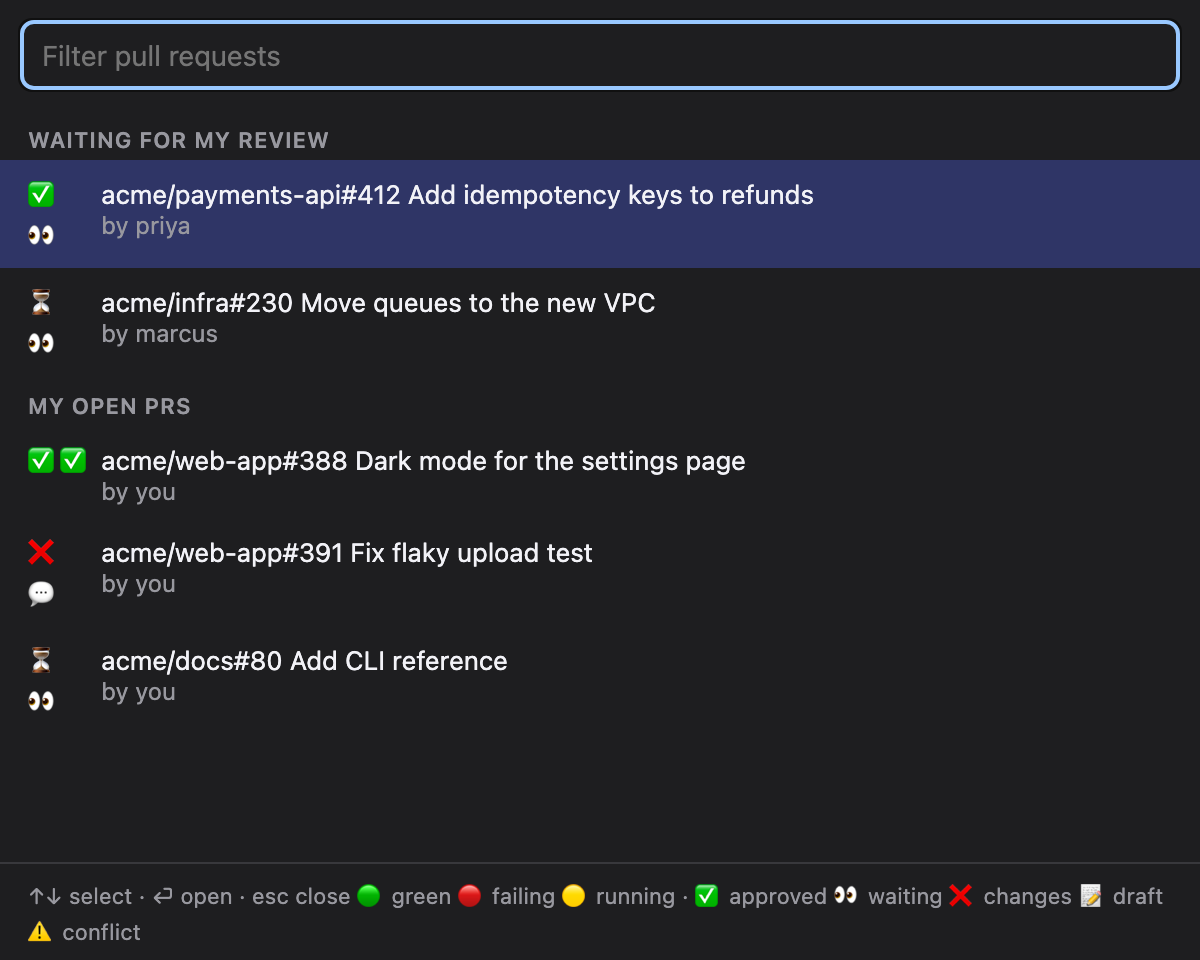 Filter pull requests
WAITING FOR MY REVIEW
✅ acme/payments-api#412 Add idempotency keys to refunds
👀 by priya
⏳ acme/infra#230 Move queues to the new VPC
👀 by marcus
MY OPEN PRS
✅✅ acme/web-app#388 Dark mode for the settings page
by you
❌ acme/web-app#391 Fix flaky upload test
💬 by you
⏳ acme/docs#80 Add CLI reference
👀 by you
↑↓ select · ↩ open · esc close 🟢 green 🔴 failing 🟡 running · ✅ approved 👀 waiting ❌ changes 📝 draft
⚠️ conflict